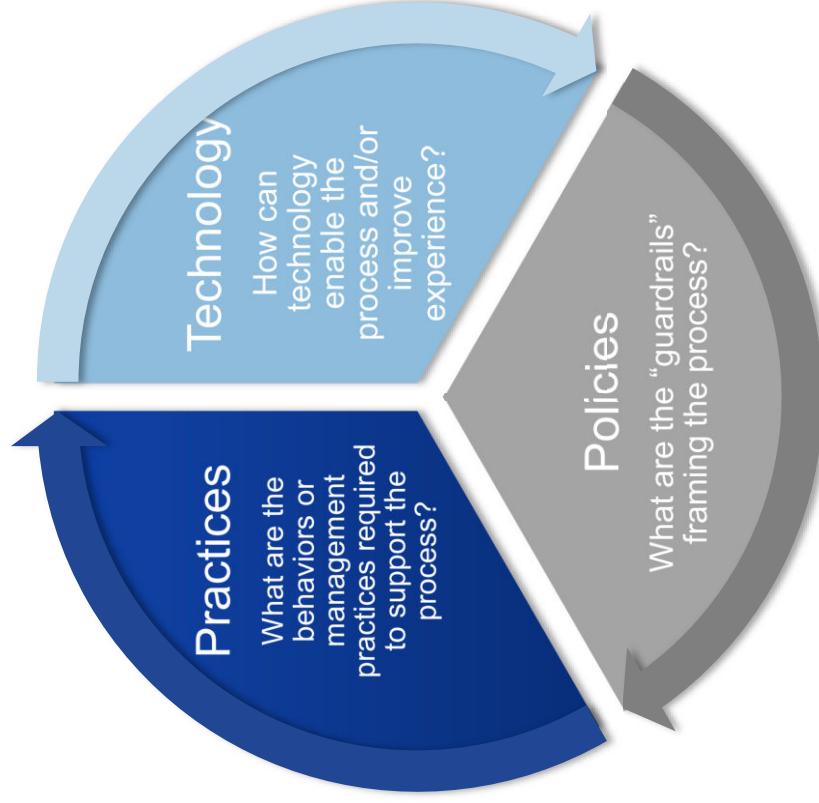 Practices
What are the
behaviors or
management
practices required
to support the
process?
Technology
How can
technology
enable the
process and/or
improve
experience?
Policies
What are the “guardrails”
framing the process?